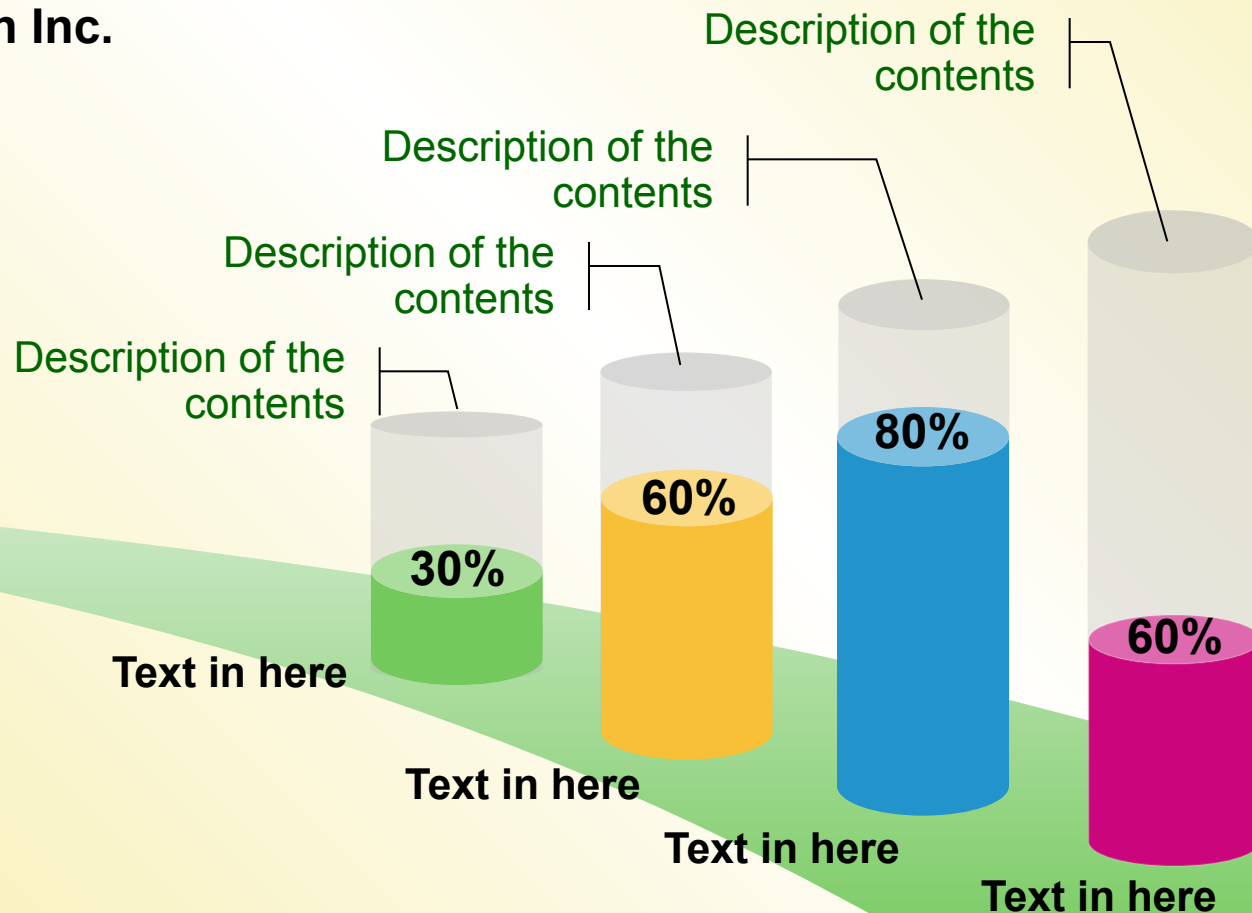 n Inc.
Description of the
contents
Description of the
contents
Description of the
contents
Description of the
contents
80%
60%
30%
60%
Text in here
Text in here
Text in here
Text in here